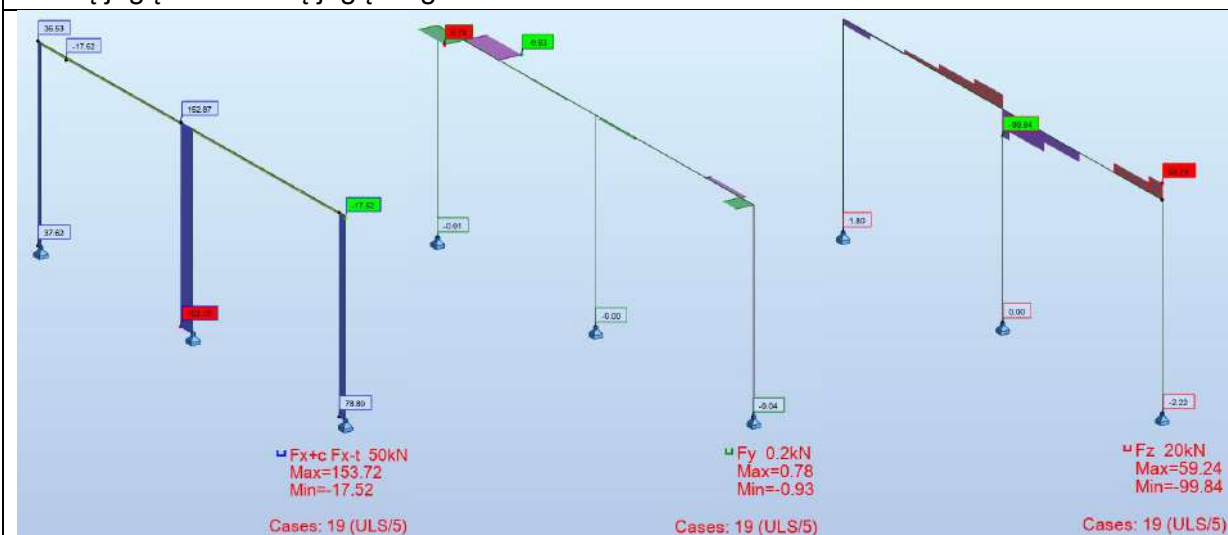 36.53
-17.52
152.87
-17.52
37.62
78.80
Fx+c Fx-t 50kN
Max=153.72
Min=-17.52
Cases: 19 (ULS/5)
-0.93
-0.01
-0.00
-0.04
Fy 0.2kN
Max=0.78
Min=-0.93
Cases: 19 (ULS/5)
-99.84
1.80
0.00
-2.22
Fz 20kN
Max=59.24
Min=-99.84
Cases: 19 (ULS/5)